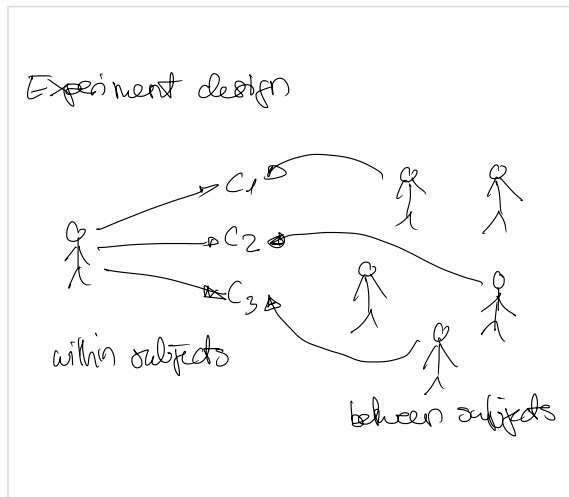 Experiment design
C1
C2
C3
within subjects
between subjects